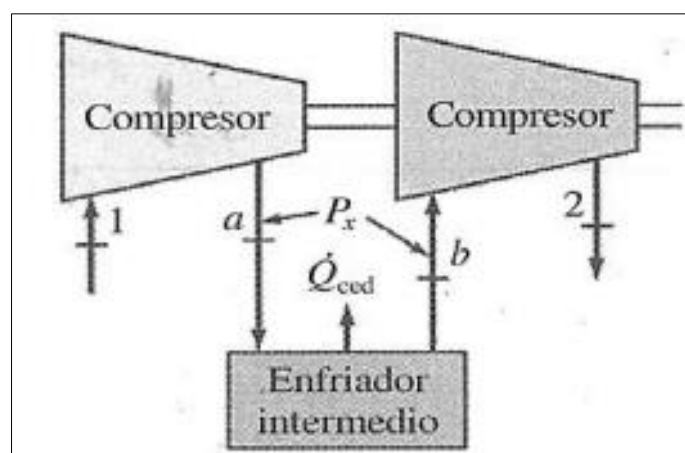 Compresor
Compresor
1
a
P_x
b
2
Q̇_ced
Enfriador
intermedio